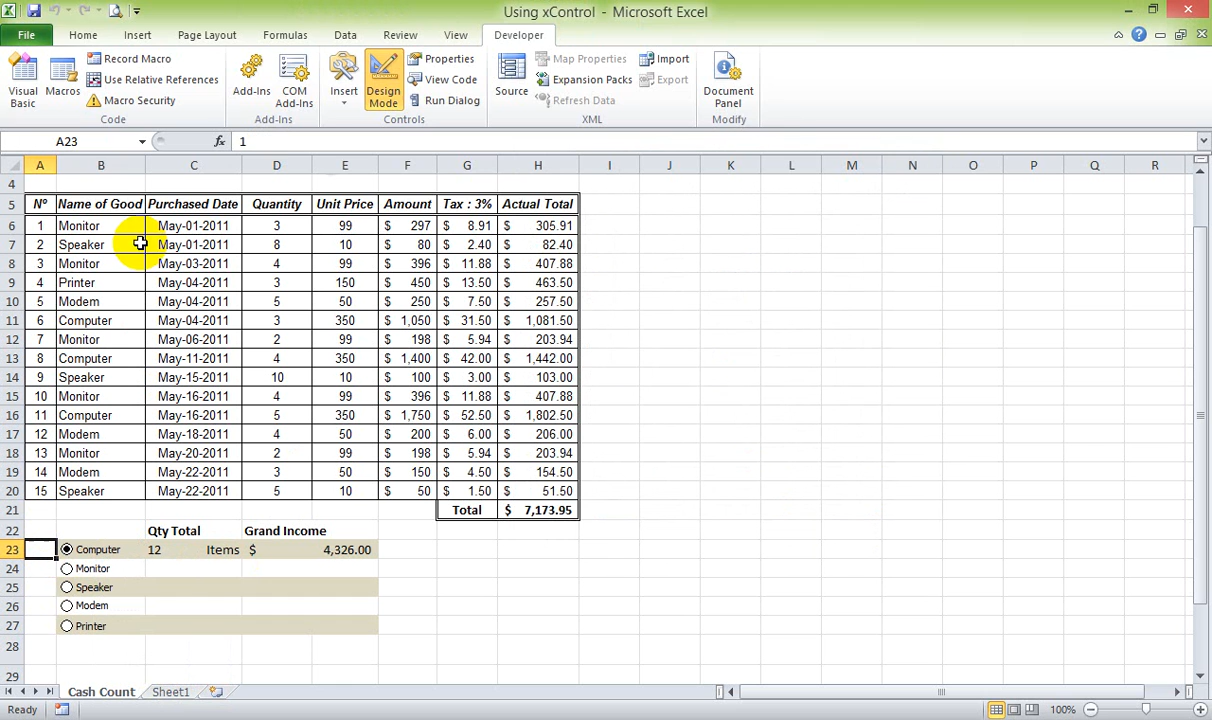 Using xControl - Microsoft Excel
File Home Insert Page Layout Formulas Data Review View Developer
Visual Basic
Macros
Record Macro
Use Relative References
Macro Security
Code
Add-Ins
COM Add-Ins
Add-Ins
Insert
Design Mode
Properties
View Code
Run Dialog
Controls
Source
Map Properties
Expansion Packs
Refresh Data
Import
Export
XML
Document Panel
Modify
A23 fx 1
A B C D E F G H I J K L M N O P Q R
4
5 Nº Name of Good Purchased Date Quantity Unit Price Amount Tax : 3% Actual Total
6 1 Monitor May-01-2011 3 99 $ 297 $ 8.91 $ 305.91
7 2 Speaker May-01-2011 8 10 $ 80 $ 2.40 $ 82.40
8 3 Monitor May-03-2011 4 99 $ 396 $ 11.88 $ 407.88
9 4 Printer May-04-2011 3 150 $ 450 $ 13.50 $ 463.50
10 5 Modem May-04-2011 5 50 $ 250 $ 7.50 $ 257.50
11 6 Computer May-04-2011 3 350 $ 1,050 $ 31.50 $ 1,081.50
12 7 Monitor May-06-2011 2 99 $ 198 $ 5.94 $ 203.94
13 8 Computer May-11-2011 4 350 $ 1,400 $ 42.00 $ 1,442.00
14 9 Speaker May-15-2011 10 10 $ 100 $ 3.00 $ 103.00
15 10 Monitor May-16-2011 4 99 $ 396 $ 11.88 $ 407.88
16 11 Computer May-16-2011 5 350 $ 1,750 $ 52.50 $ 1,802.50
17 12 Modem May-18-2011 4 50 $ 200 $ 6.00 $ 206.00
18 13 Monitor May-20-2011 2 99 $ 198 $ 5.94 $ 203.94
19 14 Modem May-22-2011 3 50 $ 150 $ 4.50 $ 154.50
20 15 Speaker May-22-2011 5 10 $ 50 $ 1.50 $ 51.50
21 Total $ 7,173.95
22 Qty Total Grand Income
23 Computer 12 Items $ 4,326.00
24 Monitor
25 Speaker
26 Modem
27 Printer
28
29
Cash Count Sheet1
Ready 100%